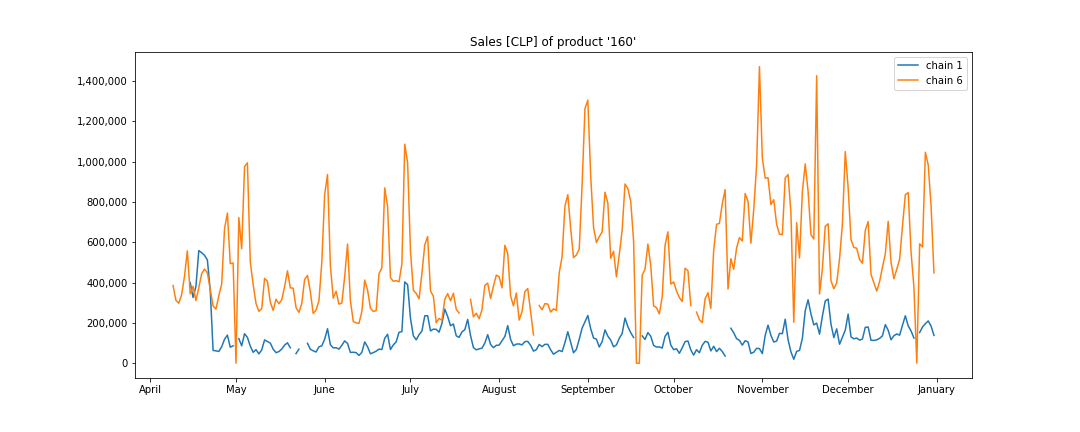 Sales [CLP] of product '160'
chain 1
chain 6
1,400,000
1,200,000
1,000,000
800,000
600,000
400,000
200,000
0
April May June July August September October November December January